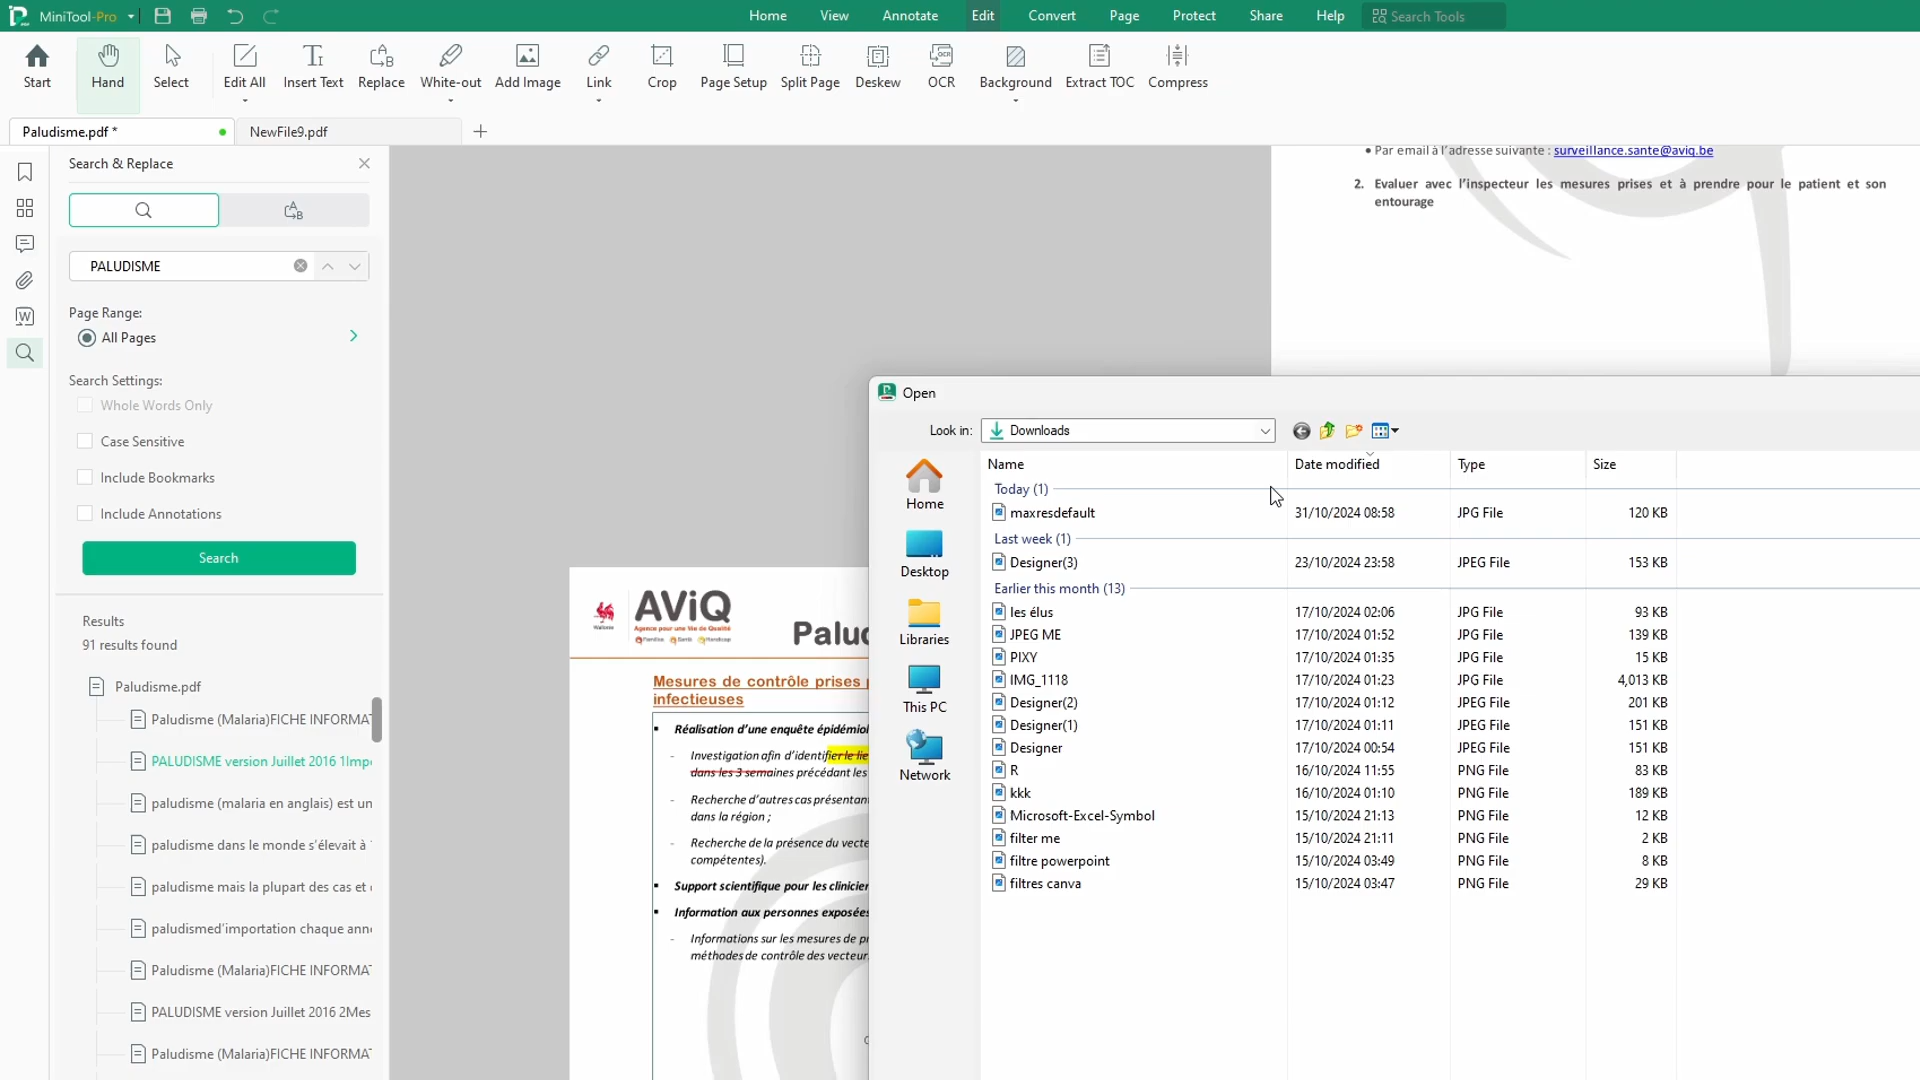 MiniTool-Pro
Home View Annotate Edit Convert Page Protect Share Help Search Tools
Start Hand Select Edit All Insert Text Replace White-out Add Image Link Crop Page Setup Split Page Deskew OCR Background Extract TOC Compress
Paludisme.pdf * NewFile9.pdf
Search & Replace
PALUDISME
Page Range:
All Pages
Search Settings:
Whole Words Only
Case Sensitive
Include Bookmarks
Include Annotations
Search
Results
91 results found
Paludisme.pdf
Paludisme (Malaria)FICHE INFORMAT
PALUDISME version Juillet 2016 1Impo
paludisme (malaria en anglais) est un
paludisme dans le monde s'élevait à
paludisme mais la plupart des cas et
paludismed'importation chaque anné
Paludisme (Malaria)FICHE INFORMAT
PALUDISME version Juillet 2016 2Mes
Paludisme (Malaria)FICHE INFORMAT
• Par email à l'adresse suivante : surveillance.sante@aviq.be
2. Evaluer avec l'inspecteur les mesures prises et à prendre pour le patient et son
entourage
AViQ
Agence pour une Vie de Qualité
Familles Santé Handicap
Wallonie
Palud
Mesures de contrôle prises p
infectieuses
▪ Réalisation d'une enquête épidémiol
- Investigation afin d'identifier le lie
dans les 3 semaines précédant les
- Recherche d'autres cas présentant
dans la région ;
- Recherche de la présence du vecte
compétentes).
▪ Support scientifique pour les clinicien
▪ Information aux personnes exposées
- Informations sur les mesures de pr
méthodes de contrôle des vecteur
Open
Look in: Downloads
Home
Desktop
Libraries
This PC
Network
Name Date modified Type Size
Today (1)
maxresdefault 31/10/2024 08:58 JPG File 120 KB
Last week (1)
Designer(3) 23/10/2024 23:58 JPEG File 153 KB
Earlier this month (13)
les élus 17/10/2024 02:06 JPG File 93 KB
JPEG ME 17/10/2024 01:52 JPG File 139 KB
PIXY 17/10/2024 01:35 JPG File 15 KB
IMG_1118 17/10/2024 01:23 JPG File 4,013 KB
Designer(2) 17/10/2024 01:12 JPEG File 201 KB
Designer(1) 17/10/2024 01:11 JPEG File 151 KB
Designer 17/10/2024 00:54 JPEG File 151 KB
R 16/10/2024 11:55 PNG File 83 KB
kkk 16/10/2024 01:10 PNG File 189 KB
Microsoft-Excel-Symbol 15/10/2024 21:13 PNG File 12 KB
filter me 15/10/2024 21:11 PNG File 2 KB
filtre powerpoint 15/10/2024 03:49 PNG File 8 KB
filtres canva 15/10/2024 03:47 PNG File 29 KB